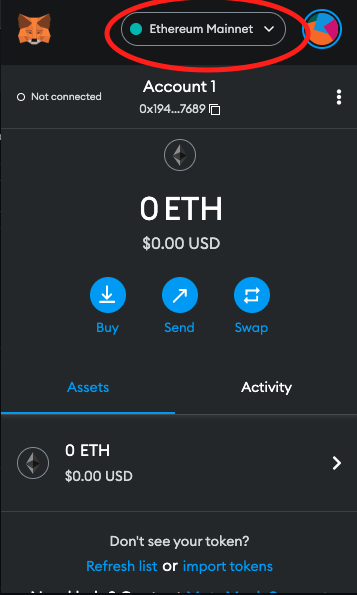 Ethereum Mainnet
Not connected
Account 1
0x194...7689
0 ETH
$0.00 USD
Buy
Send
Swap
Assets
Activity
0 ETH
$0.00 USD
Don't see your token?
Refresh list or import tokens